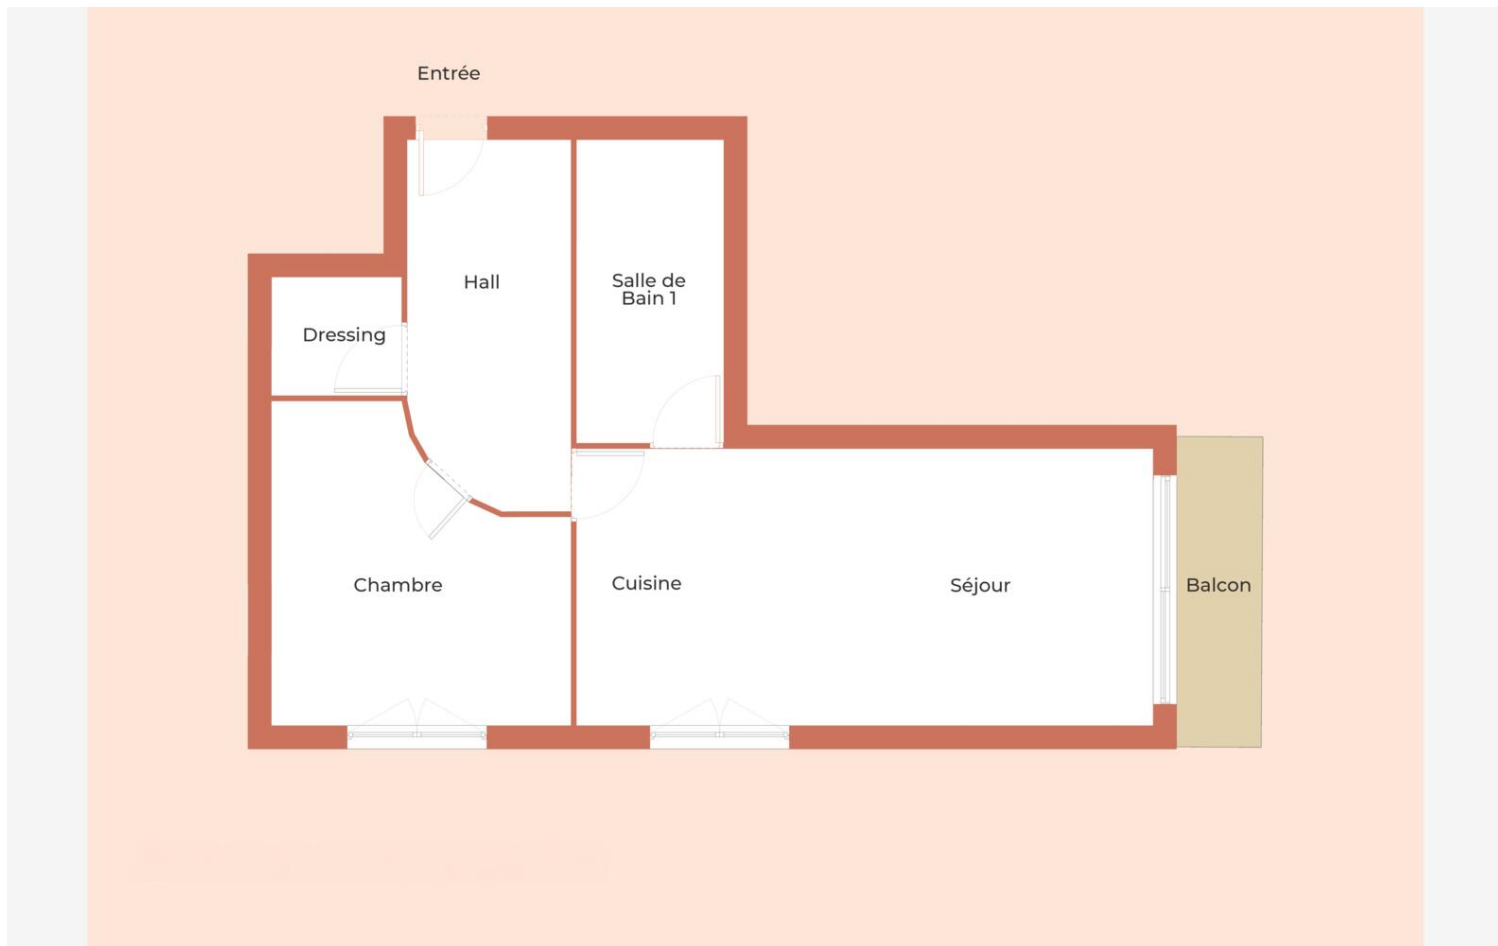 Entrée
Hall
Salle de
Bain 1
Dressing
Chambre
Cuisine
Séjour
Balcon